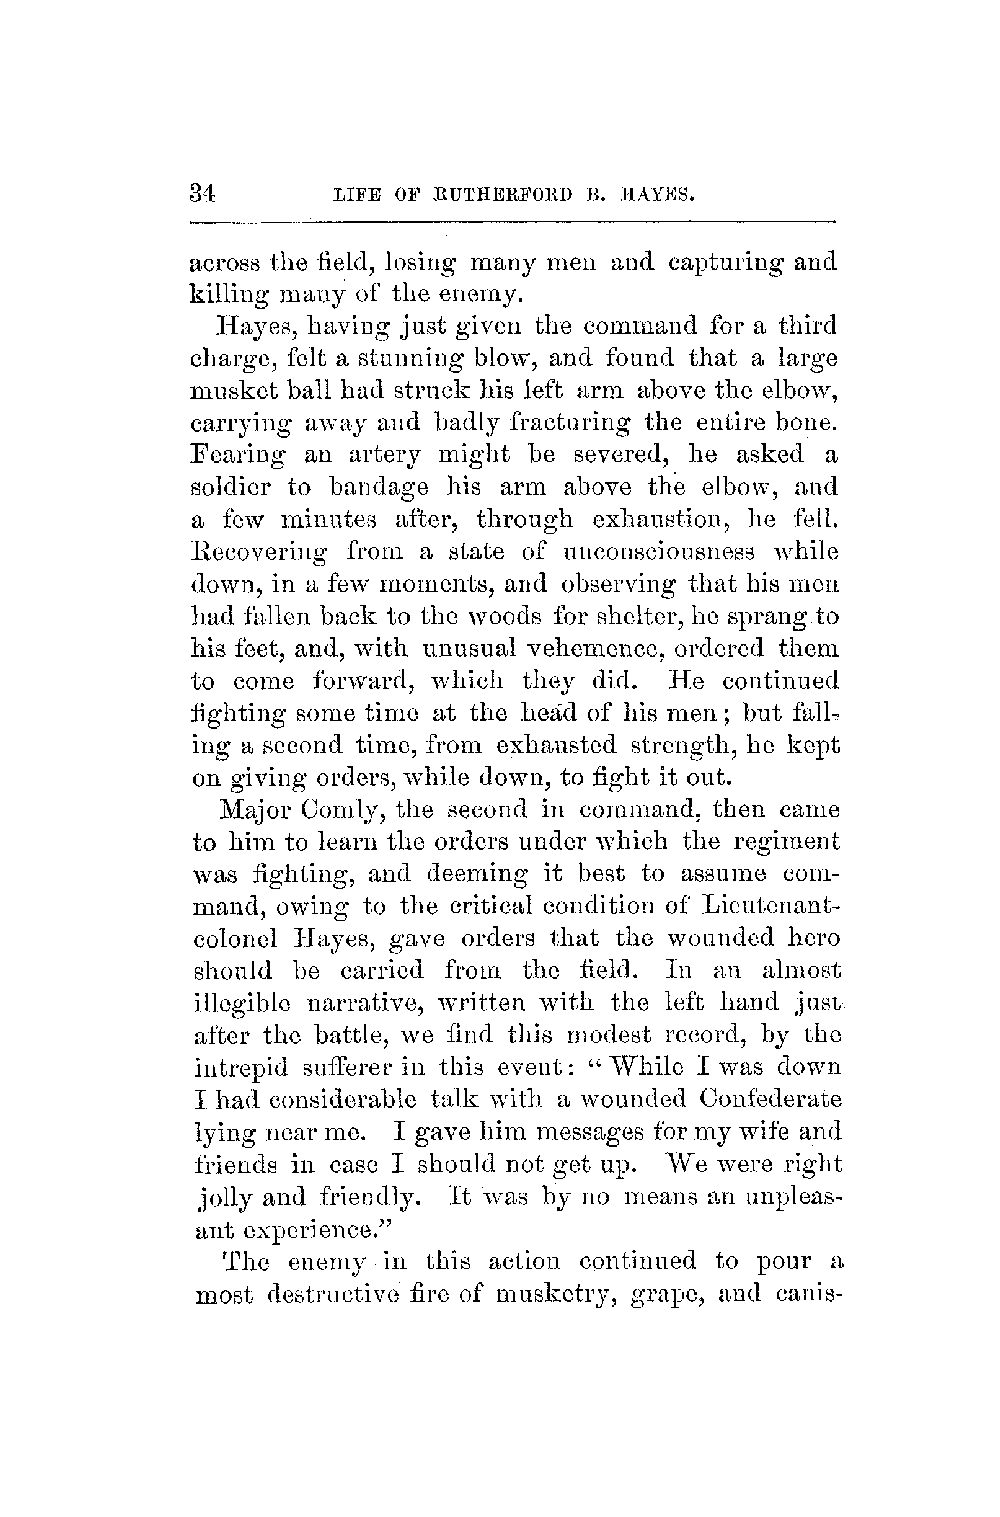 34 LIFE OF RUTHERFORD B. HAYES.
across the field, losing many men and capturing and
killing many of the enemy.
Hayes, having just given the command for a third
charge, felt a stunning blow, and found that a large
musket ball had struck his left arm above the elbow,
carrying away and badly fracturing the entire bone.
Fearing an artery might be severed, he asked a
soldier to bandage his arm above the elbow, and
a few minutes after, through exhaustion, he fell.
Recovering from a state of unconsciousness while
down, in a few moments, and observing that his men
had fallen back to the woods for shelter, he sprang to
his feet, and, with unusual vehemence, ordered them
to come forward, which they did. He continued
fighting some time at the head of his men; but fall-
ing a second time, from exhausted strength, he kept
on giving orders, while down, to fight it out.
Major Comly, the second in command, then came
to him to learn the orders under which the regiment
was fighting, and deeming it best to assume com-
mand, owing to the critical condition of Lieutenant-
colonel Hayes, gave orders that the wounded hero
should be carried from the field. In an almost
illegible narrative, written with the left hand just
after the battle, we find this modest record, by the
intrepid sufferer in this event: “While I was down
I had considerable talk with a wounded Confederate
lying near me. I gave him messages for my wife and
friends in case I should not get up. We were right
jolly and friendly. It was by no means an unpleas-
ant experience.”
The enemy in this action continued to pour a
most destructive fire of musketry, grape, and canis-